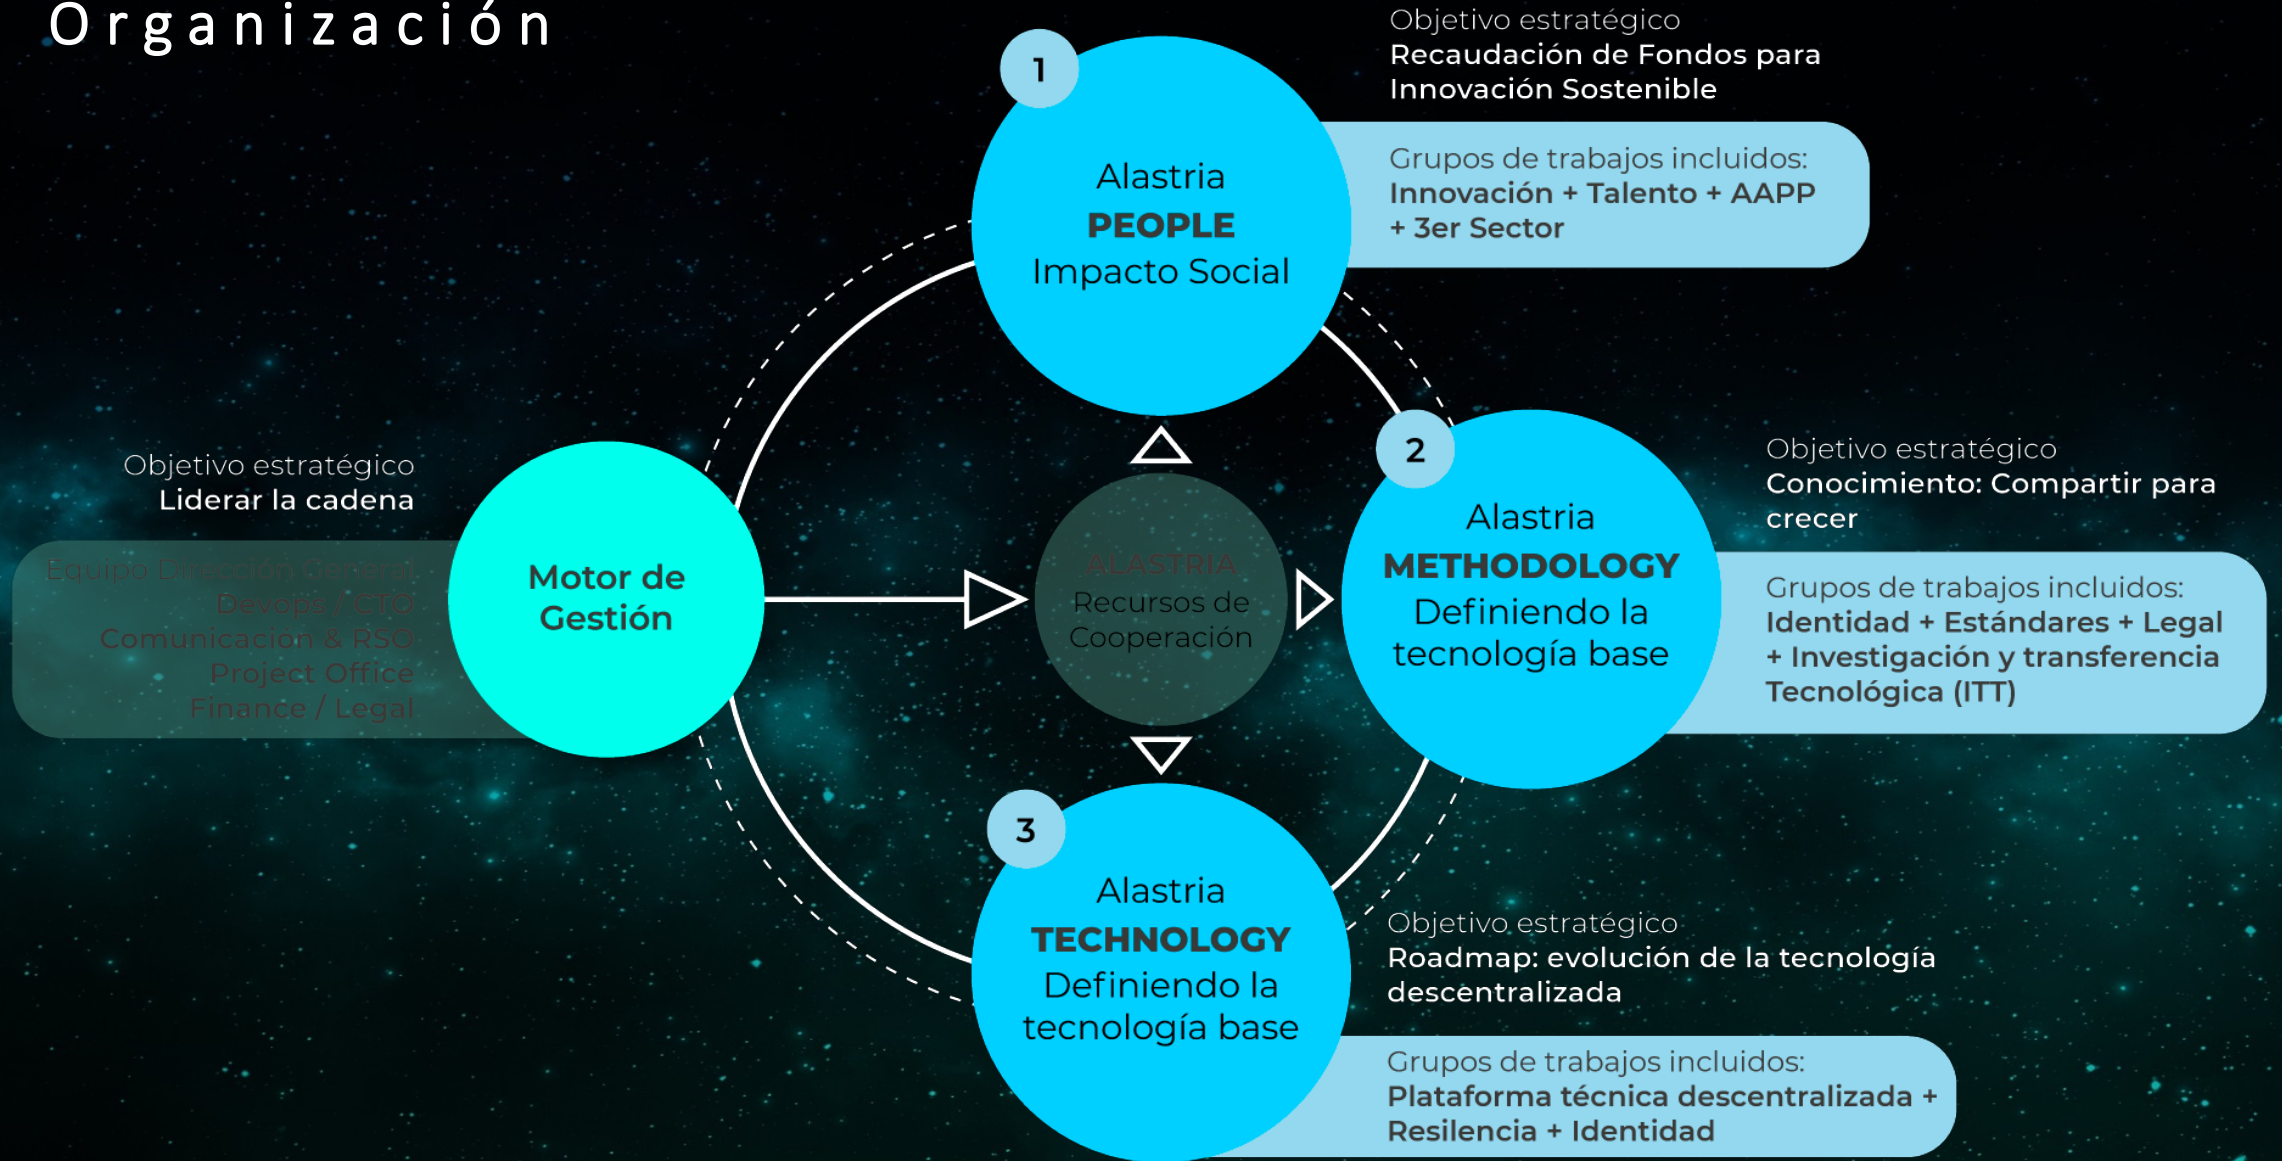 Organización
1
Alastria
PEOPLE
Impacto Social
Objetivo estratégico
Recaudación de Fondos para
Innovación Sostenible
Grupos de trabajos incluidos:
Innovación + Talento + AAPP
+ 3er Sector
Objetivo estratégico
Liderar la cadena
Equipo Dirección General
Devops / CTO
Comunicación & RSO
Project Office
Finance / Legal
Motor de
Gestión
ALASTRIA
Recursos de
Cooperación
2
Alastria
METHODOLOGY
Definiendo la
tecnología base
Objetivo estratégico
Conocimiento: Compartir para
crecer
Grupos de trabajos incluidos:
Identidad + Estándares + Legal
+ Investigación y transferencia
Tecnológica (ITT)
3
Alastria
TECHNOLOGY
Definiendo la
tecnología base
Objetivo estratégico
Roadmap: evolución de la tecnología
descentralizada
Grupos de trabajos incluidos:
Plataforma técnica descentralizada +
Resilencia + Identidad